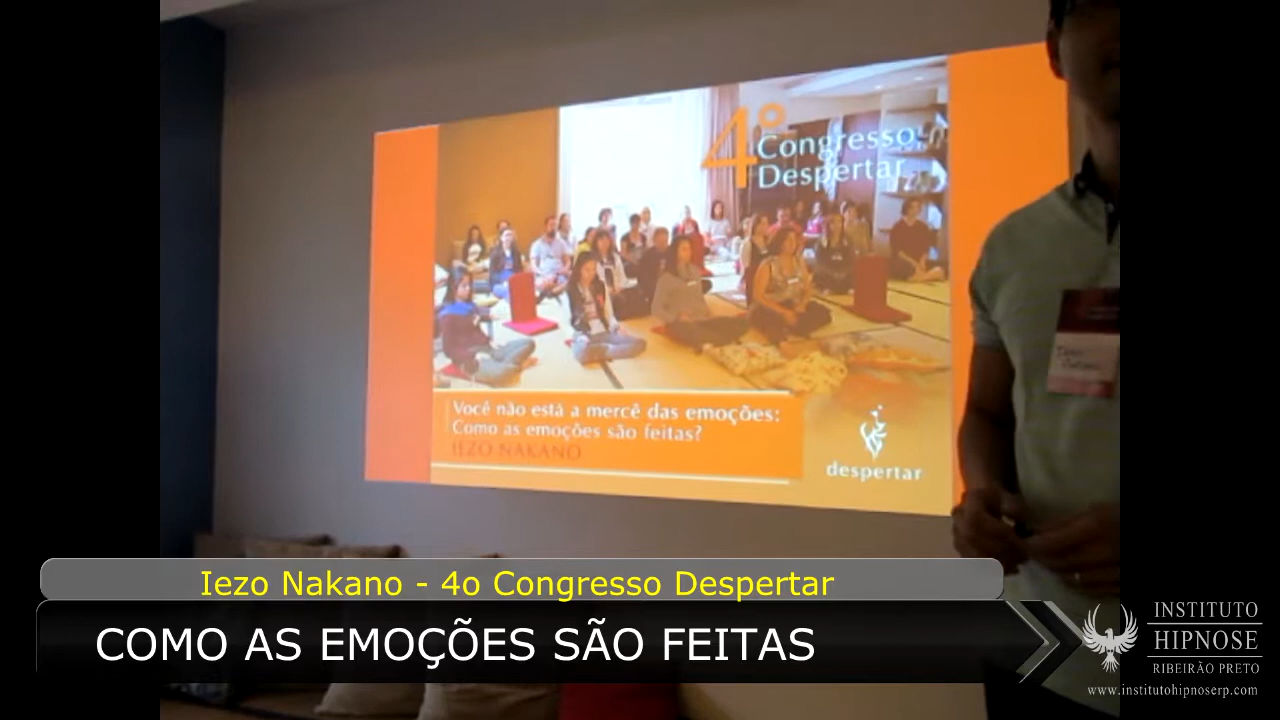 4º
Congresso
Despertar
Você não está a mercê das emoções:
Como as emoções são feitas?
IEZO NAKANO
despertar
Iezo Nakano - 4o Congresso Despertar
COMO AS EMOÇÕES SÃO FEITAS
INSTITUTO
HIPNOSE
RIBEIRÃO PRETO
www.institutohipnoserp.com